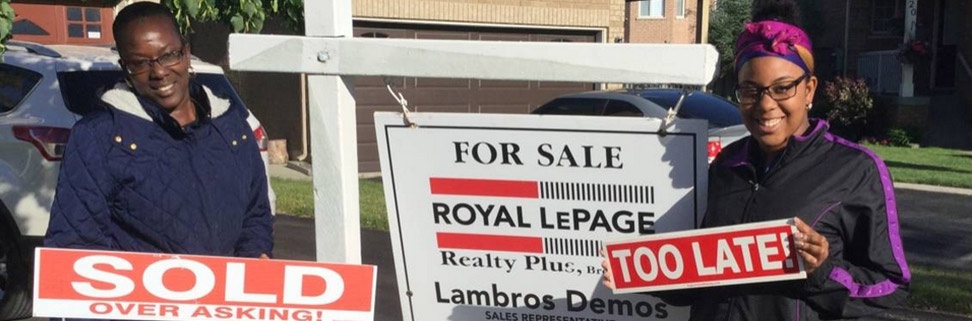 FOR SALE
ROYAL LEPAGE
Realty Plus,
Lambros Demos
SALES REPRESENTATIVE
SOLD
OVER ASKING!
TOO LATE!